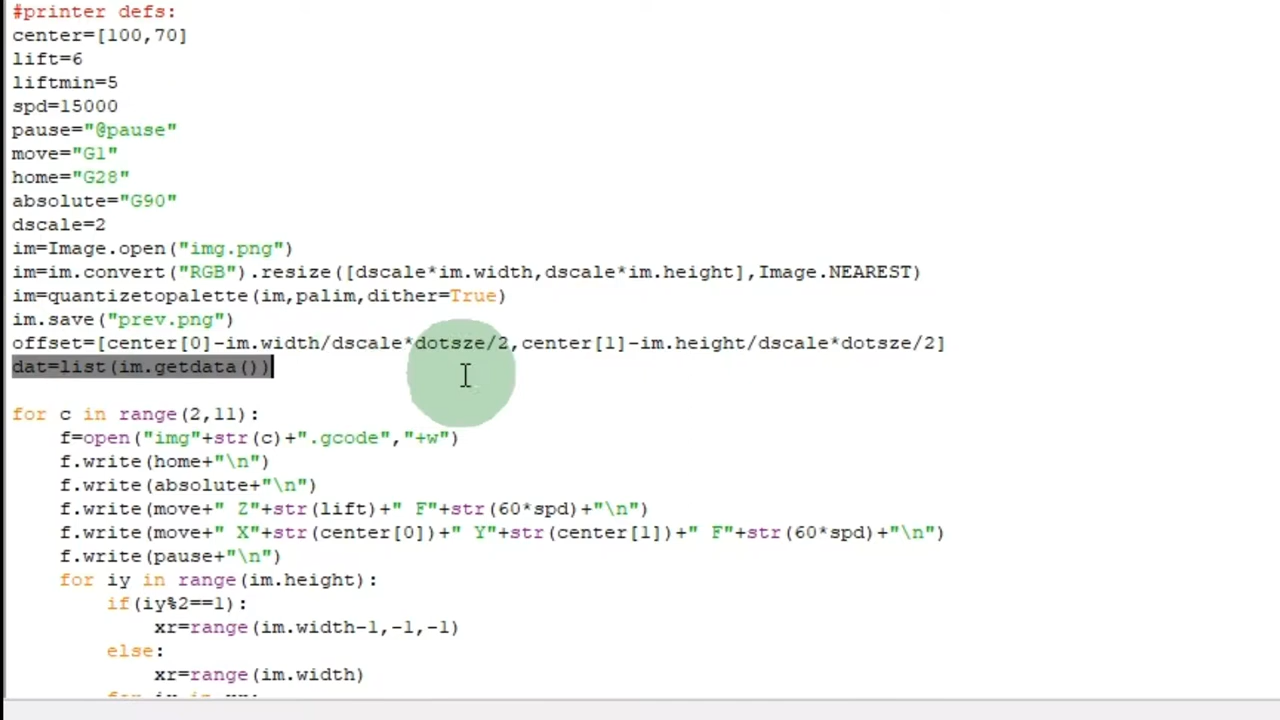 #printer defs:
center=[100,70]
lift=6
liftmin=5
spd=15000
pause="@pause"
move="G1"
home="G28"
absolute="G90"
dscale=2
im=Image.open("img.png")
im=im.convert("RGB").resize([dscale*im.width,dscale*im.height],Image.NEAREST)
im=quantizetopalette(im,palim,dither=True)
im.save("prev.png")
offset=[center[0]-im.width/dscale*dotsze/2,center[1]-im.height/dscale*dotsze/2]
dat=list(im.getdata())
for c in range(2,11):
    f=open("img"+str(c)+".gcode","+w")
    f.write(home+"\n")
    f.write(absolute+"\n")
    f.write(move+" Z"+str(lift)+" F"+str(60*spd)+"\n")
    f.write(move+" X"+str(center[0])+" Y"+str(center[1])+" F"+str(60*spd)+"\n")
    f.write(pause+"\n")
    for iy in range(im.height):
        if(iy%2==1):
            xr=range(im.width-1,-1,-1)
        else:
            xr=range(im.width)